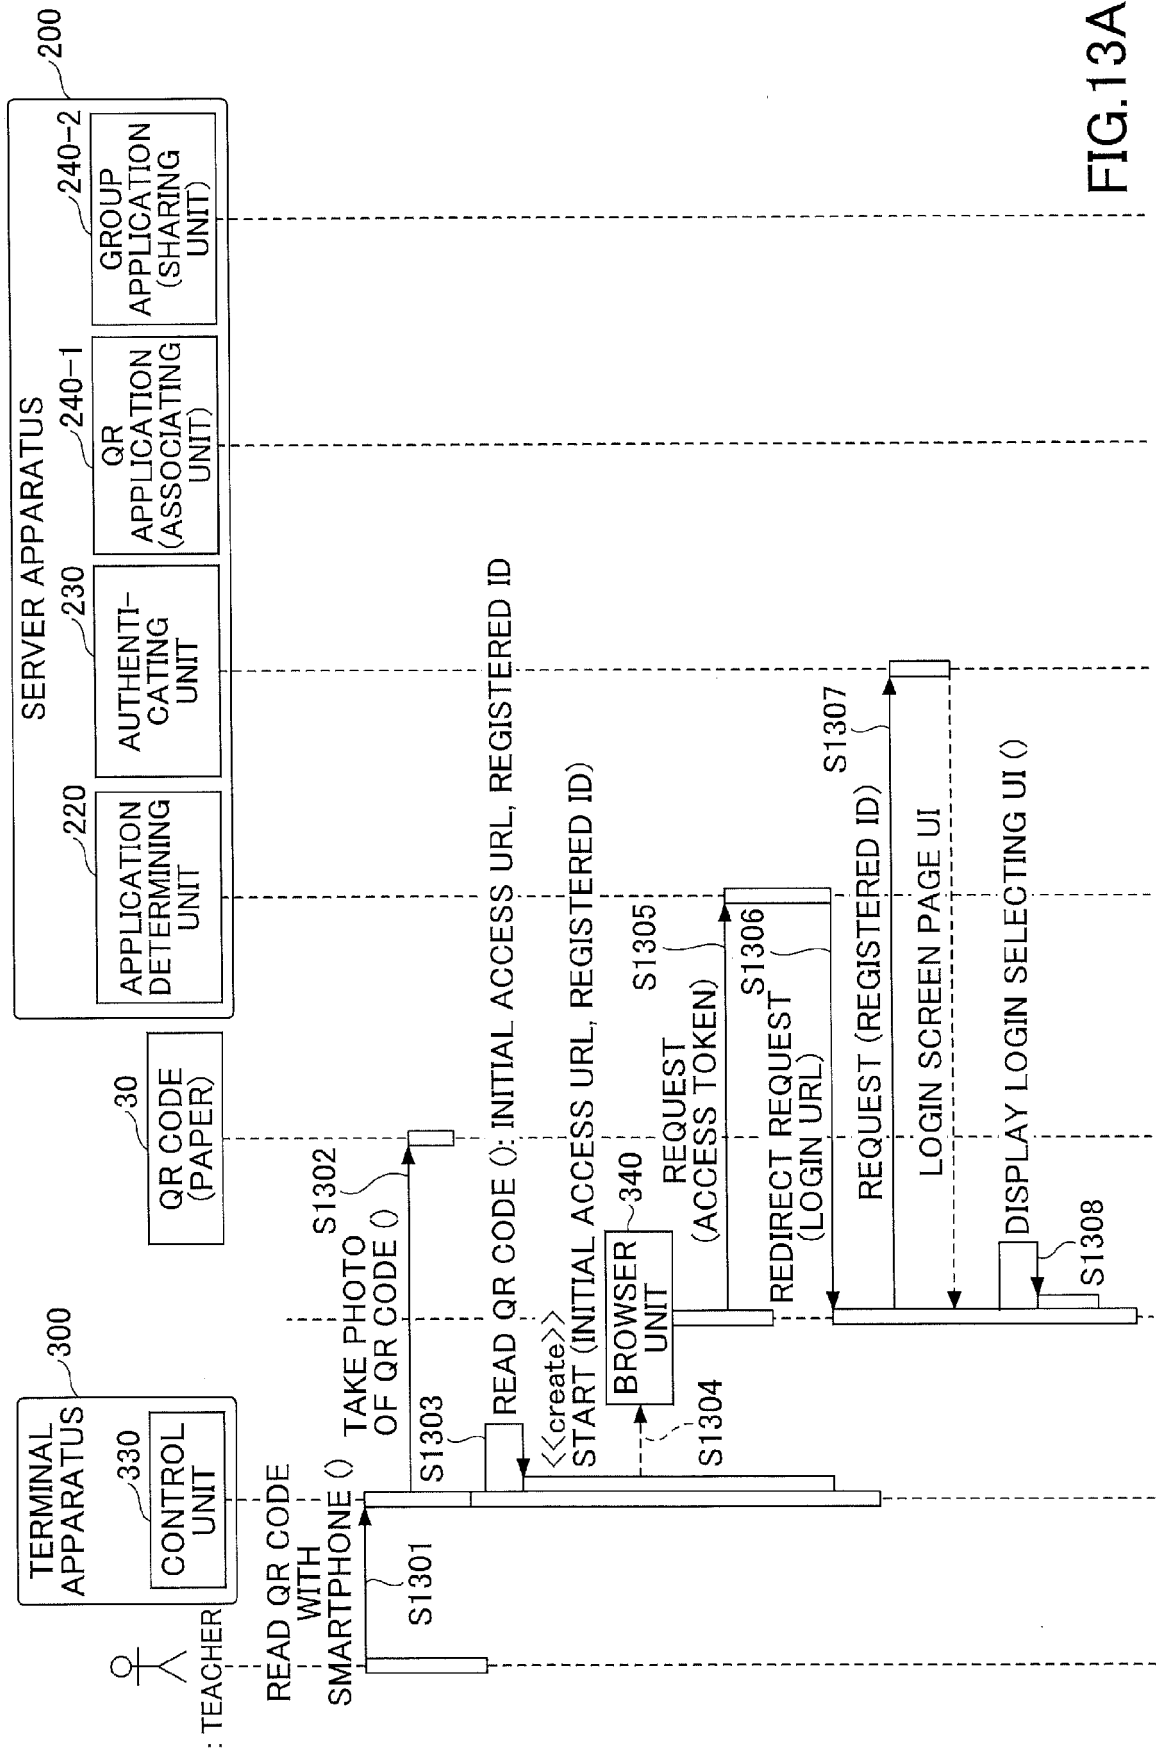 SERVER APPARATUS
200
TERMINAL
APPARATUS
300
330
CONTROL
UNIT
30
QR CODE
(PAPER)
220
APPLICATION
DETERMINING
UNIT
230
AUTHENTI-
CATING
UNIT
240-1
QR
APPLICATION
(ASSOCIATING
UNIT)
240-2
GROUP
APPLICATION
(SHARING
UNIT)
: TEACHER
READ QR CODE
WITH
SMARTPHONE ()
S1301
TAKE PHOTO
OF QR CODE ()
S1302
S1303
READ QR CODE (): INITIAL ACCESS URL, REGISTERED ID
<<create>>
START (INITIAL ACCESS URL, REGISTERED ID)
S1304
340
BROWSER
UNIT
REQUEST
(ACCESS TOKEN)
S1305
S1306
REDIRECT REQUEST
(LOGIN URL)
REQUEST (REGISTERED ID)
S1307
LOGIN SCREEN PAGE UI
DISPLAY LOGIN SELECTING UI ()
S1308
FIG.13A